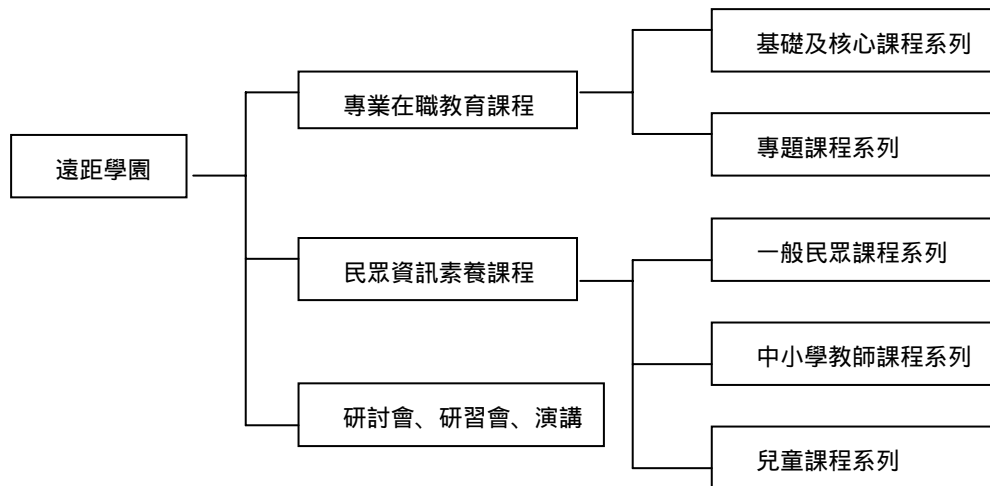 遠距學園
專業在職教育課程
基礎及核心課程系列
專題課程系列
民眾資訊素養課程
一般民眾課程系列
中小學教師課程系列
兒童課程系列
研討會、研習會、演講